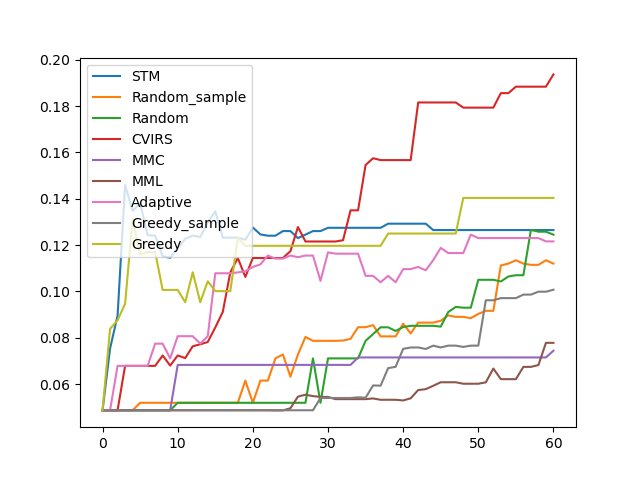 0.20
0.18
0.16
0.14
0.12
0.10
0.08
0.06
STM
Random_sample
Random
CVIRS
MMC
MML
Adaptive
Greedy_sample
Greedy
0 10 20 30 40 50 60